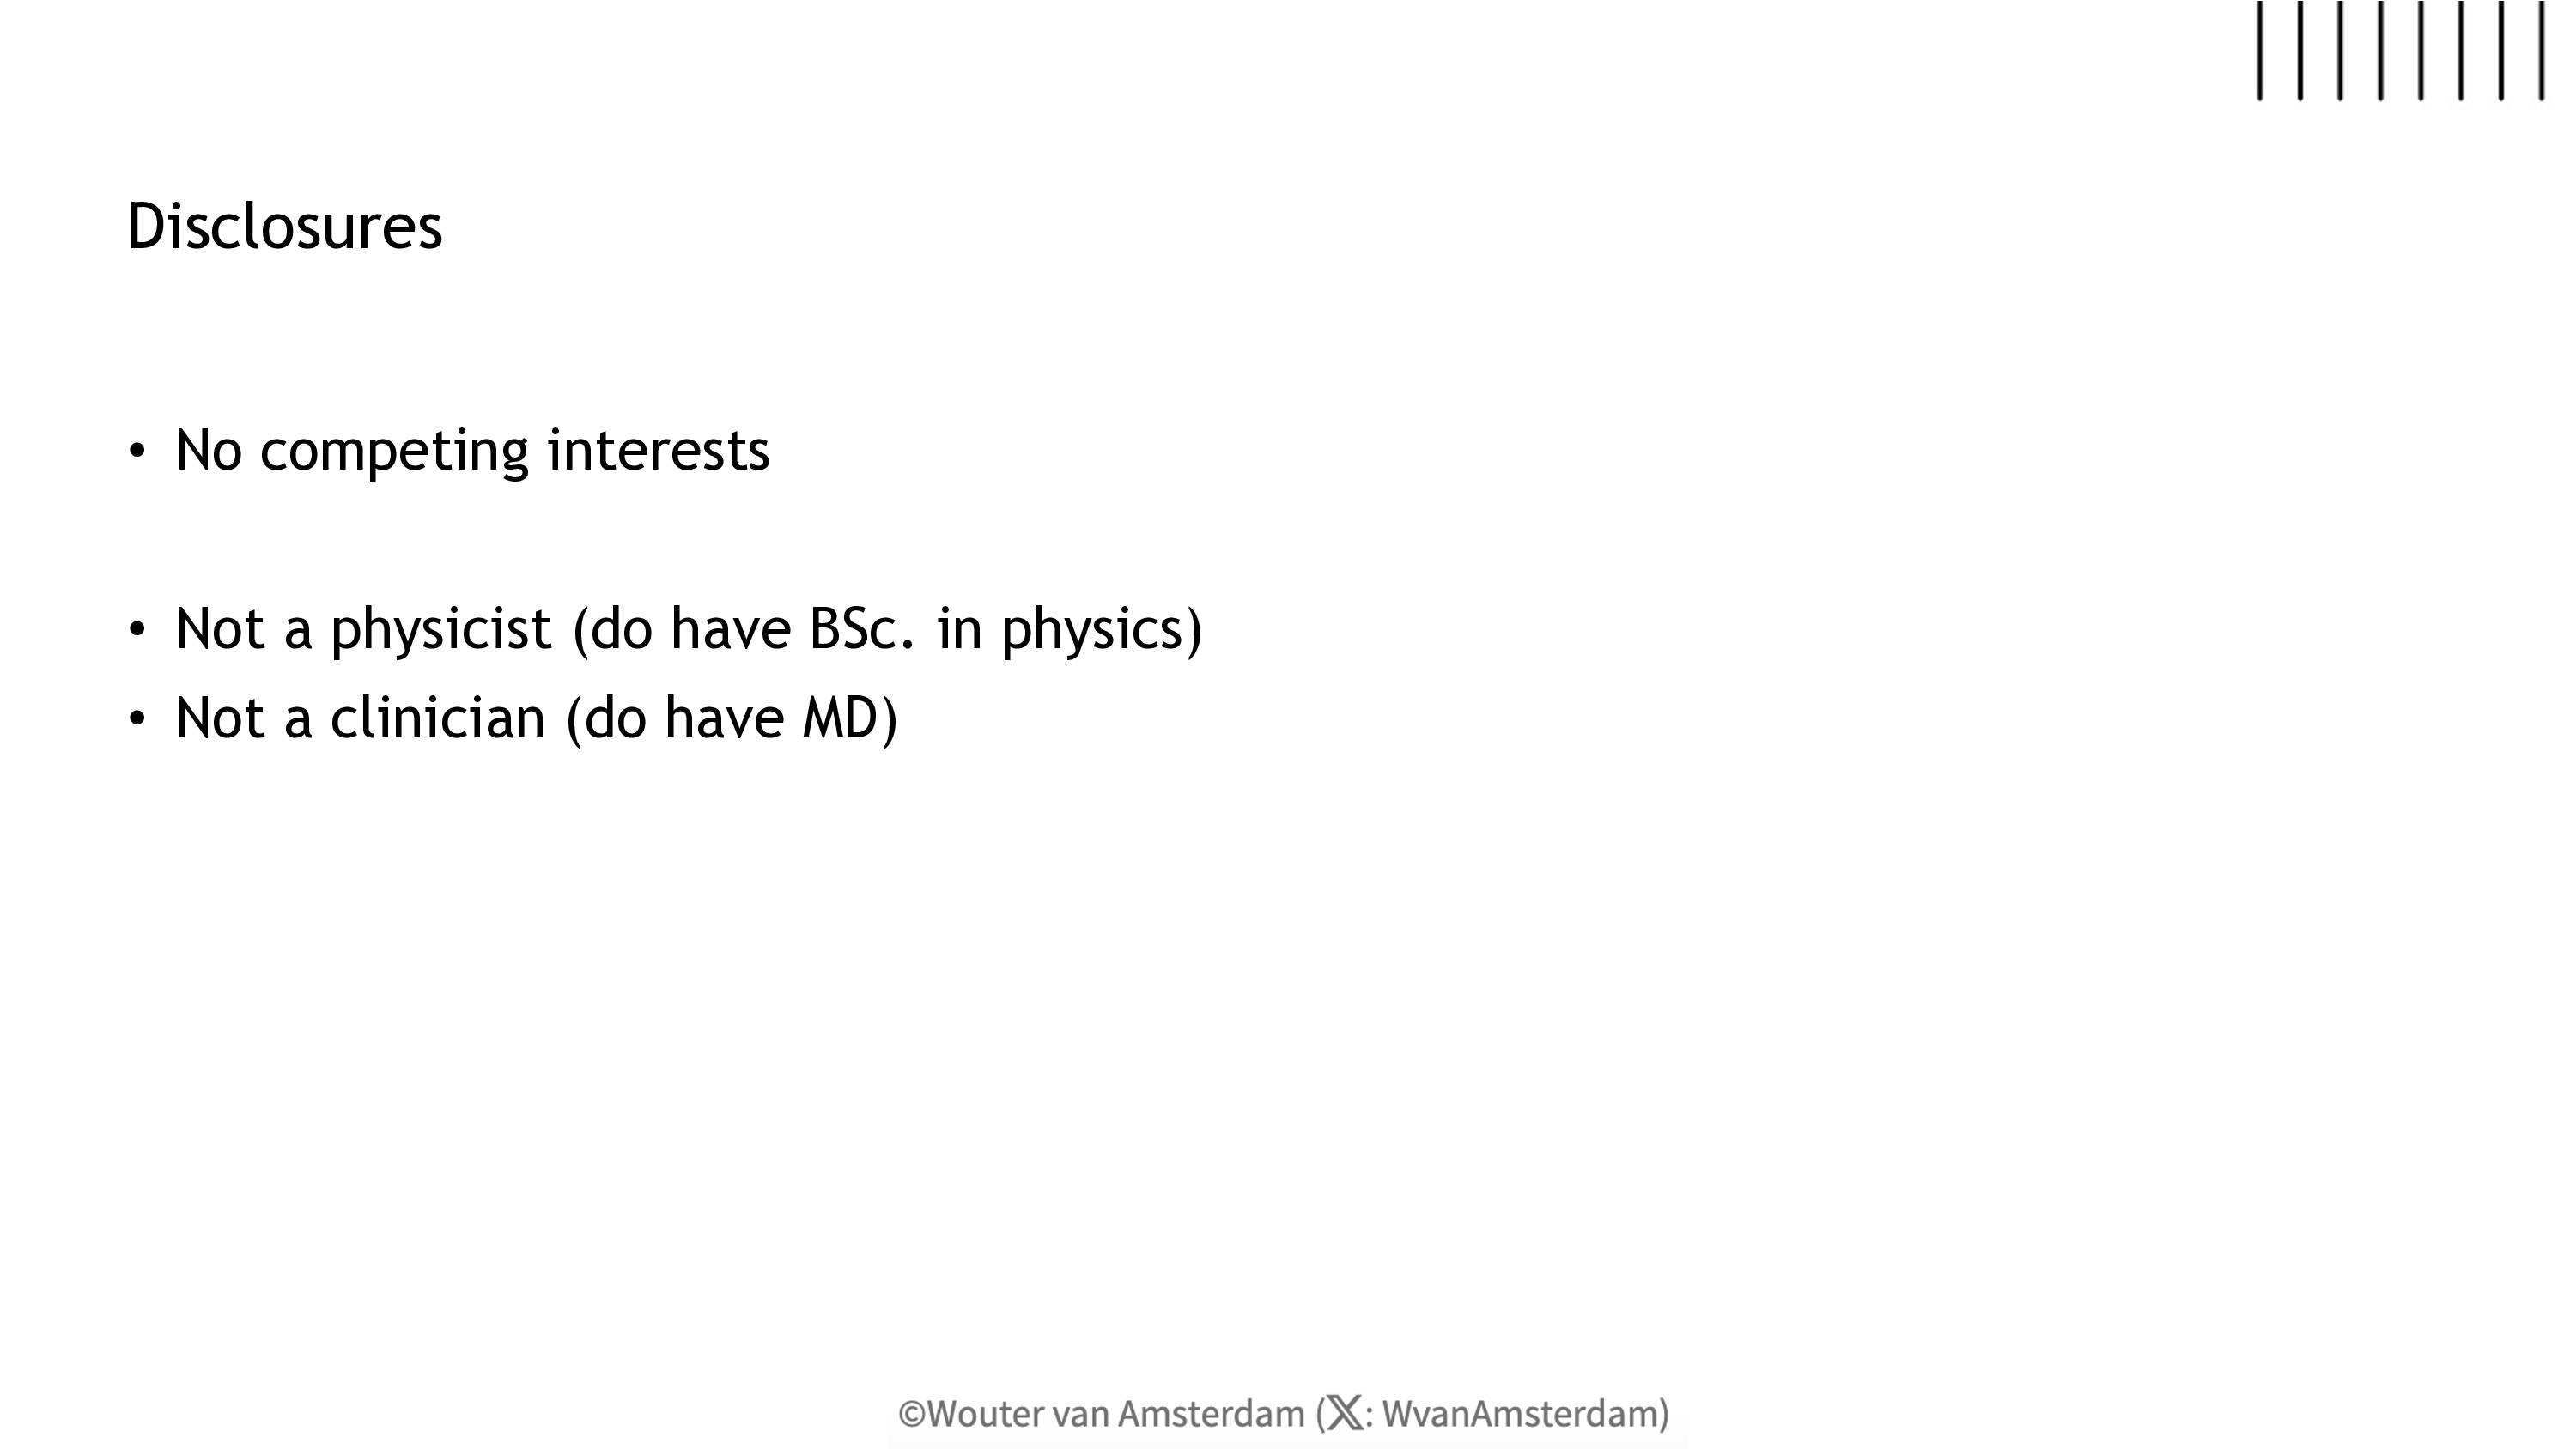 Disclosures
• No competing interests
• Not a physicist (do have BSc. in physics)
• Not a clinician (do have MD)
©Wouter van Amsterdam (𝕏: WvanAmsterdam)